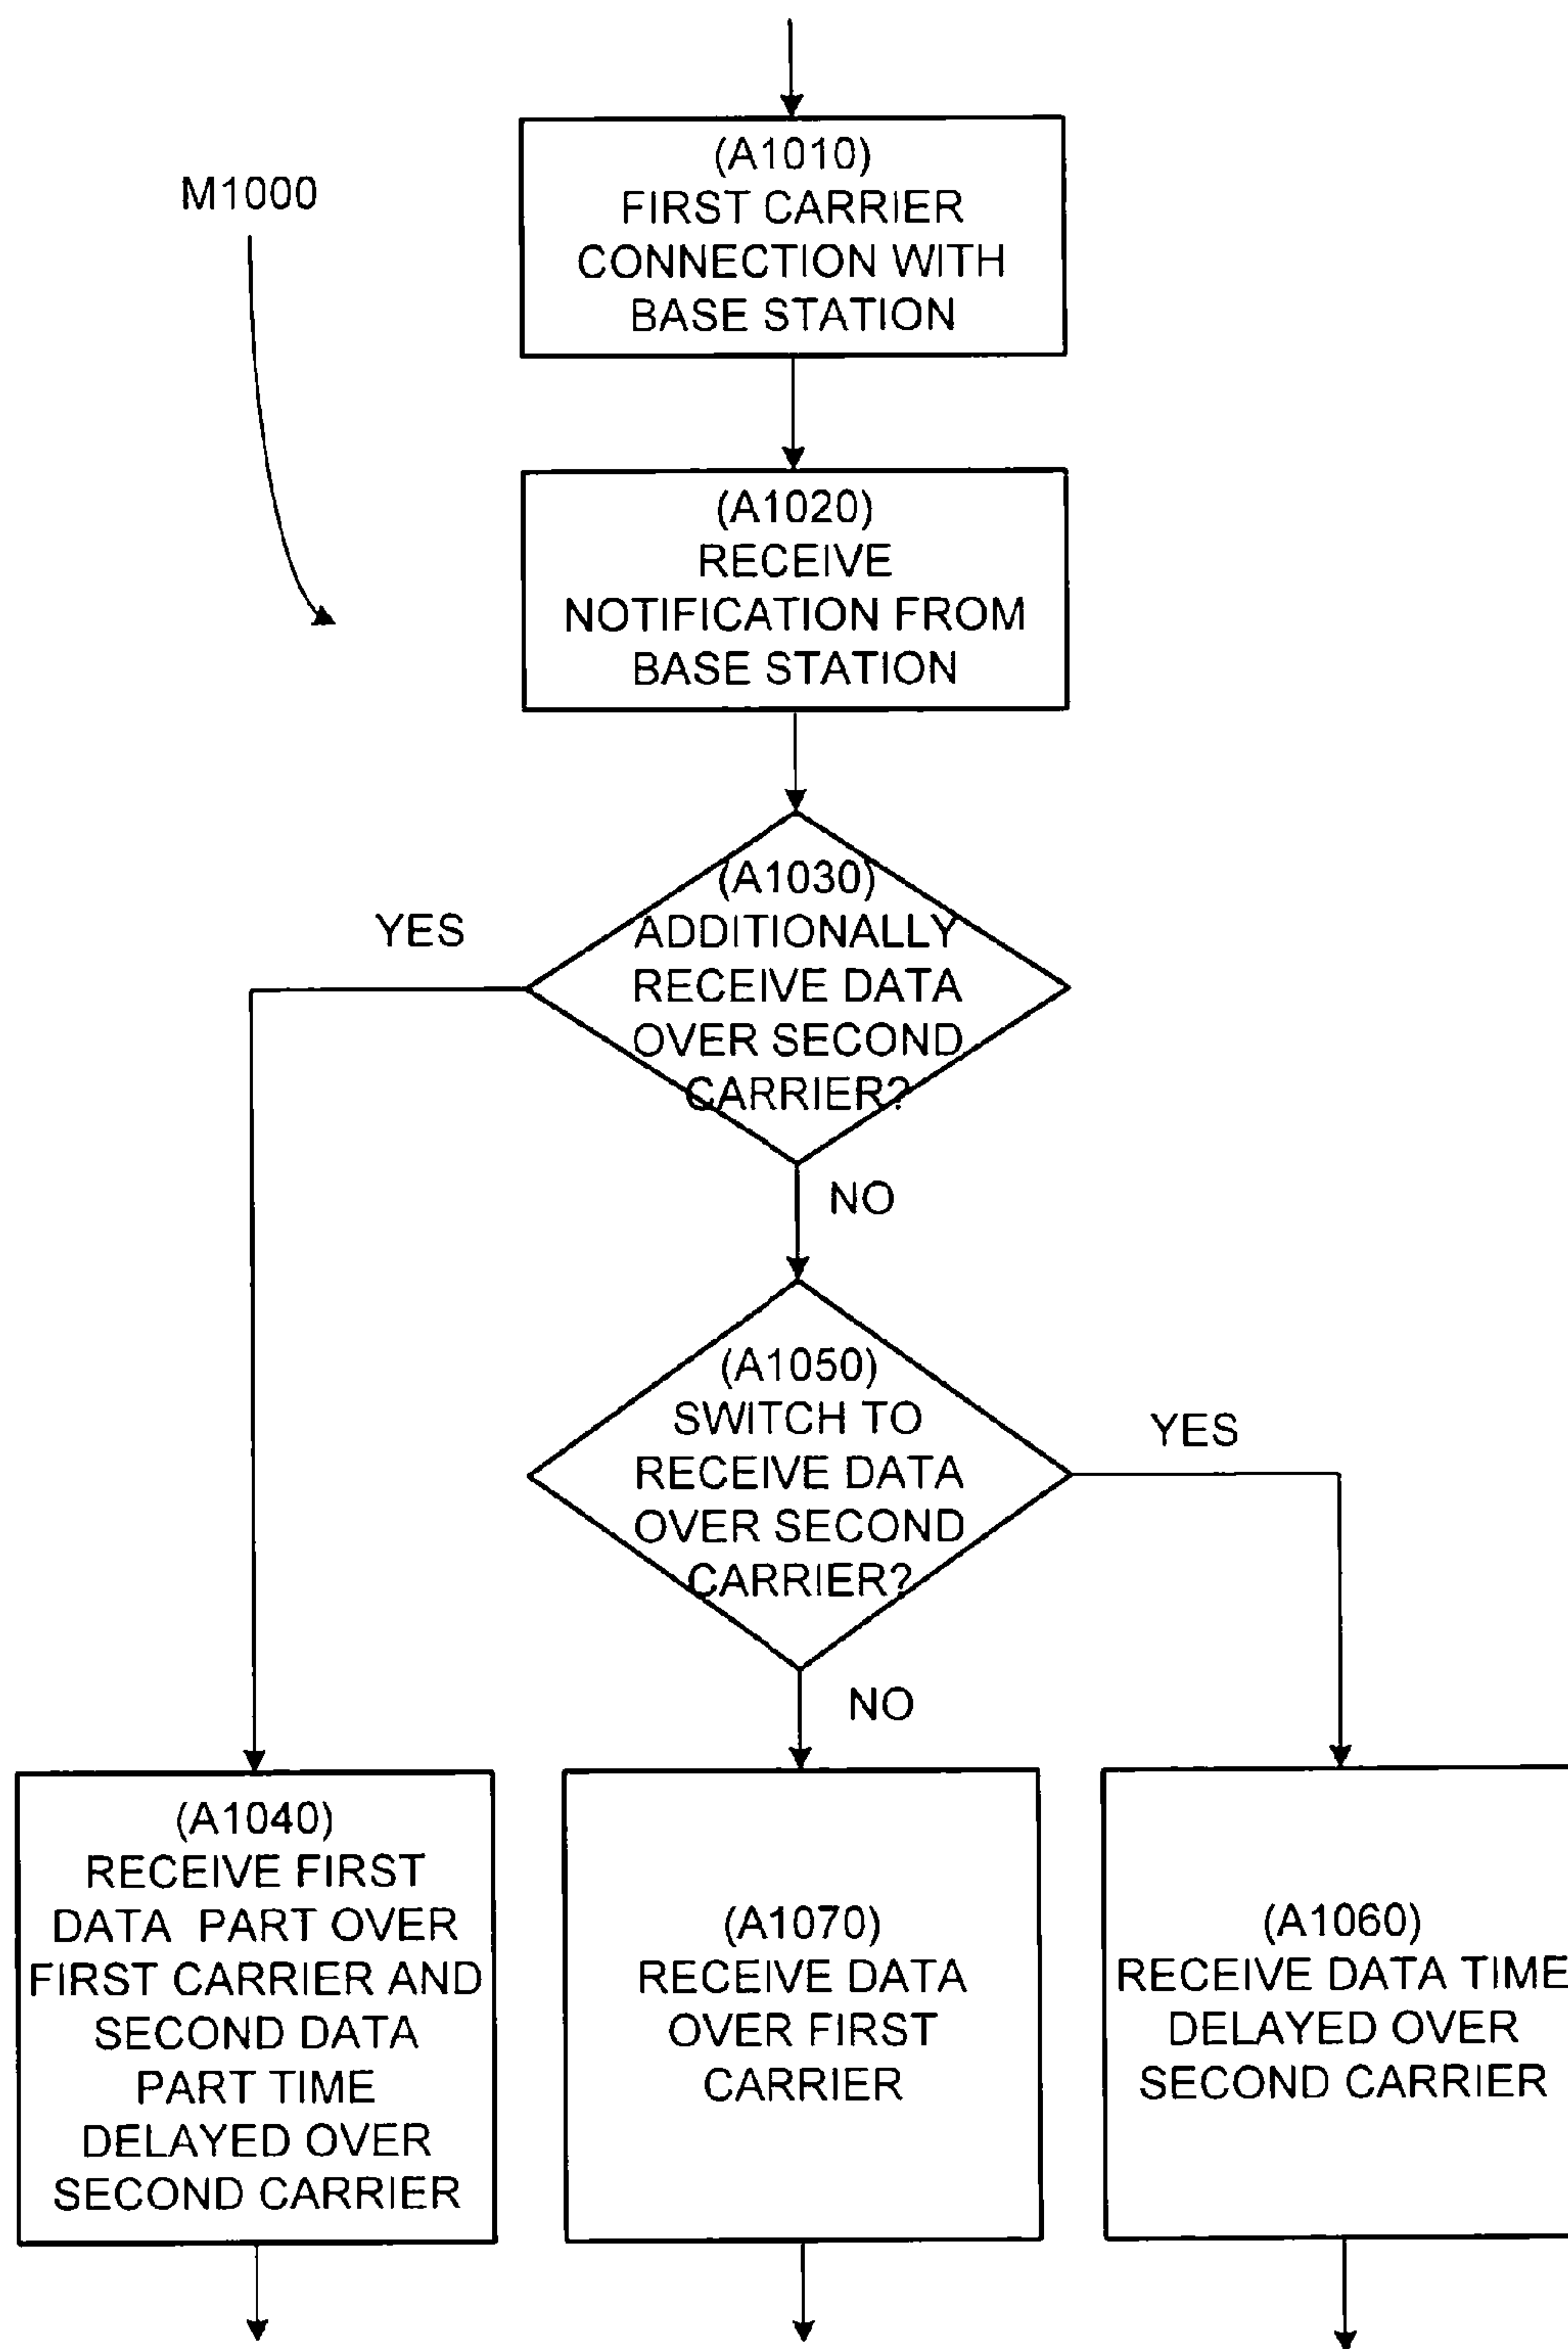 M1000
(A1010)
FIRST CARRIER
CONNECTION WITH
BASE STATION
(A1020)
RECEIVE
NOTIFICATION FROM
BASE STATION
(A1030)
ADDITIONALLY
RECEIVE DATA
OVER SECOND
CARRIER?
YES
NO
(A1050)
SWITCH TO
RECEIVE DATA
OVER SECOND
CARRIER?
YES
NO
(A1040)
RECEIVE FIRST
DATA PART OVER
FIRST CARRIER AND
SECOND DATA
PART TIME
DELAYED OVER
SECOND CARRIER
(A1070)
RECEIVE DATA
OVER FIRST
CARRIER
(A1060)
RECEIVE DATA TIME
DELAYED OVER
SECOND CARRIER